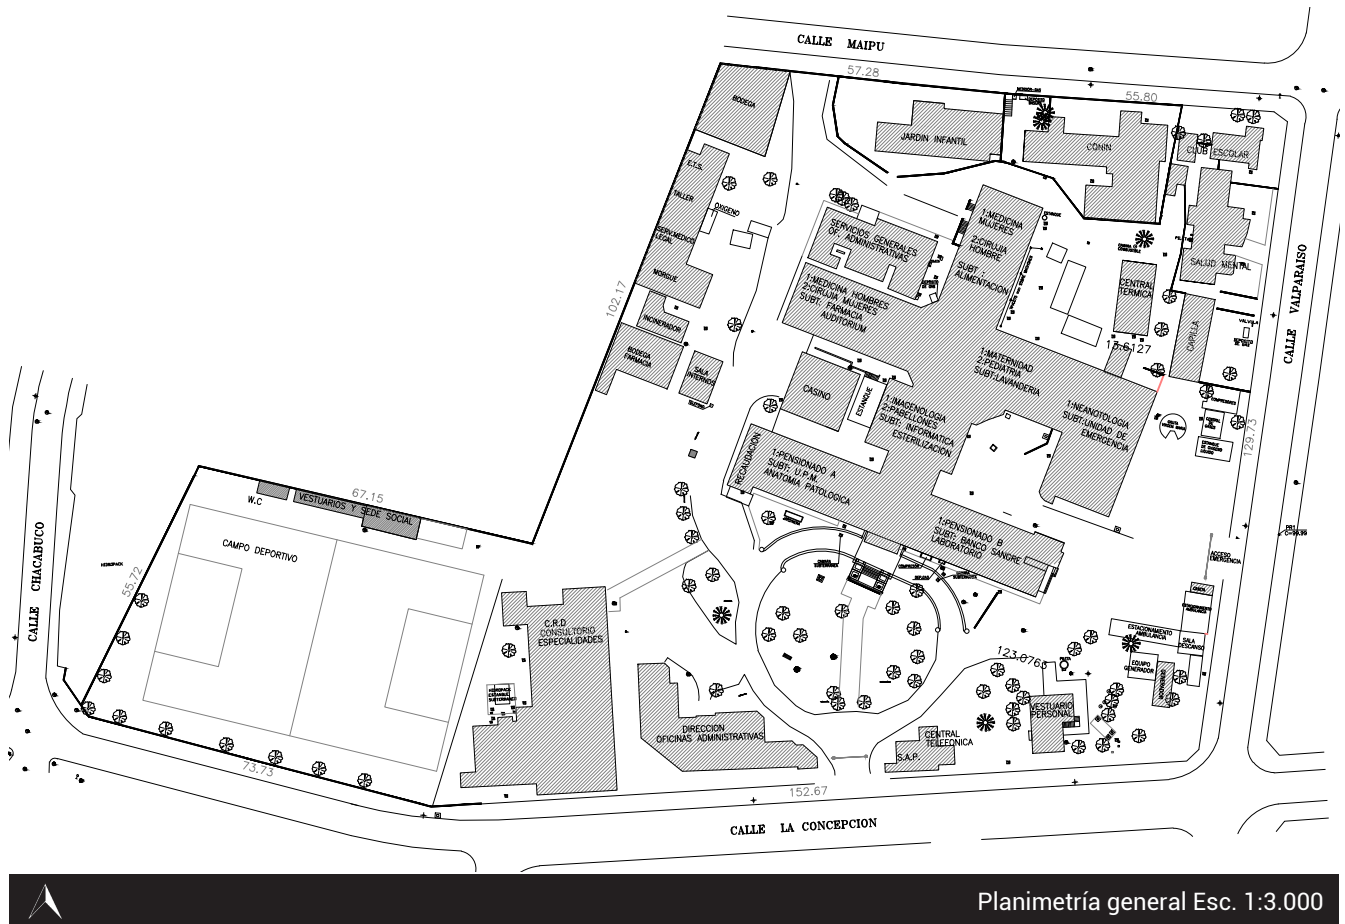 CALLE MAIPU
57.28
55.80
BODEGA
JARDIN INFANTIL
CONIN
CLUB ESCOLAR
E.I.S.
TALLER
OXIGENO
SERV.MEDICO
LEGAL
MORGUE
INCINERADOR
BODEGA
FARMACIA
SALA
INTERNOS
102.17
1:MEDICINA
MUJERES
2:CIRUJIA
HOMBRE
SUBT :
ALIMENTACION
SERVICIOS GENERALES
OF. ADMINISTRATIVAS
1:MEDICINA HOMBRES
2:CIRUJIA MUJERES
SUBT. FARMACIA
AUDITORIUM
SALUD MENTAL
CENTRAL
TERMICA
CAPILLA
CALLE VALPARAISO
13.6127
1:MATERNIDAD
2:PEDIATRIA
SUBT:LAVANDERIA
CASINO
ESTANQUE
1:IMAGENOLOGIA
2:PABELLONES
SUBT: INFORMATICA
ESTERILIZACION
1:NEANOTOLOGIA
SUBT:UNIDAD DE
EMERGENCIA
129.73
RECAUDACION
1:PENSIONADO A
SUBT: U.P.M.
ANATOMIA PATOLOGICA
1:PENSIONADO B
SUBT: BANCO SANGRE
LABORATORIO
67.15
W.C
VESTUARIOS Y SEDE SOCIAL
CAMPO DEPORTIVO
CALLE CHACABUCO
55.72
73.73
C.R.D
CONSULTORIO
ESPECIALIDADES
ACCESO
EMERGENCIA
ESTACIONAMIENTO
AMBULANCIA
SALA
DESCANSO
EQUIPO
GENERADOR
123.0763
VESTUARIO
PERSONAL
DIRECCION
OFICINAS ADMINISTRATIVAS
CENTRAL
TELEFONICA
S.A.P.
152.67
CALLE LA CONCEPCION
Planimetría general Esc. 1:3.000